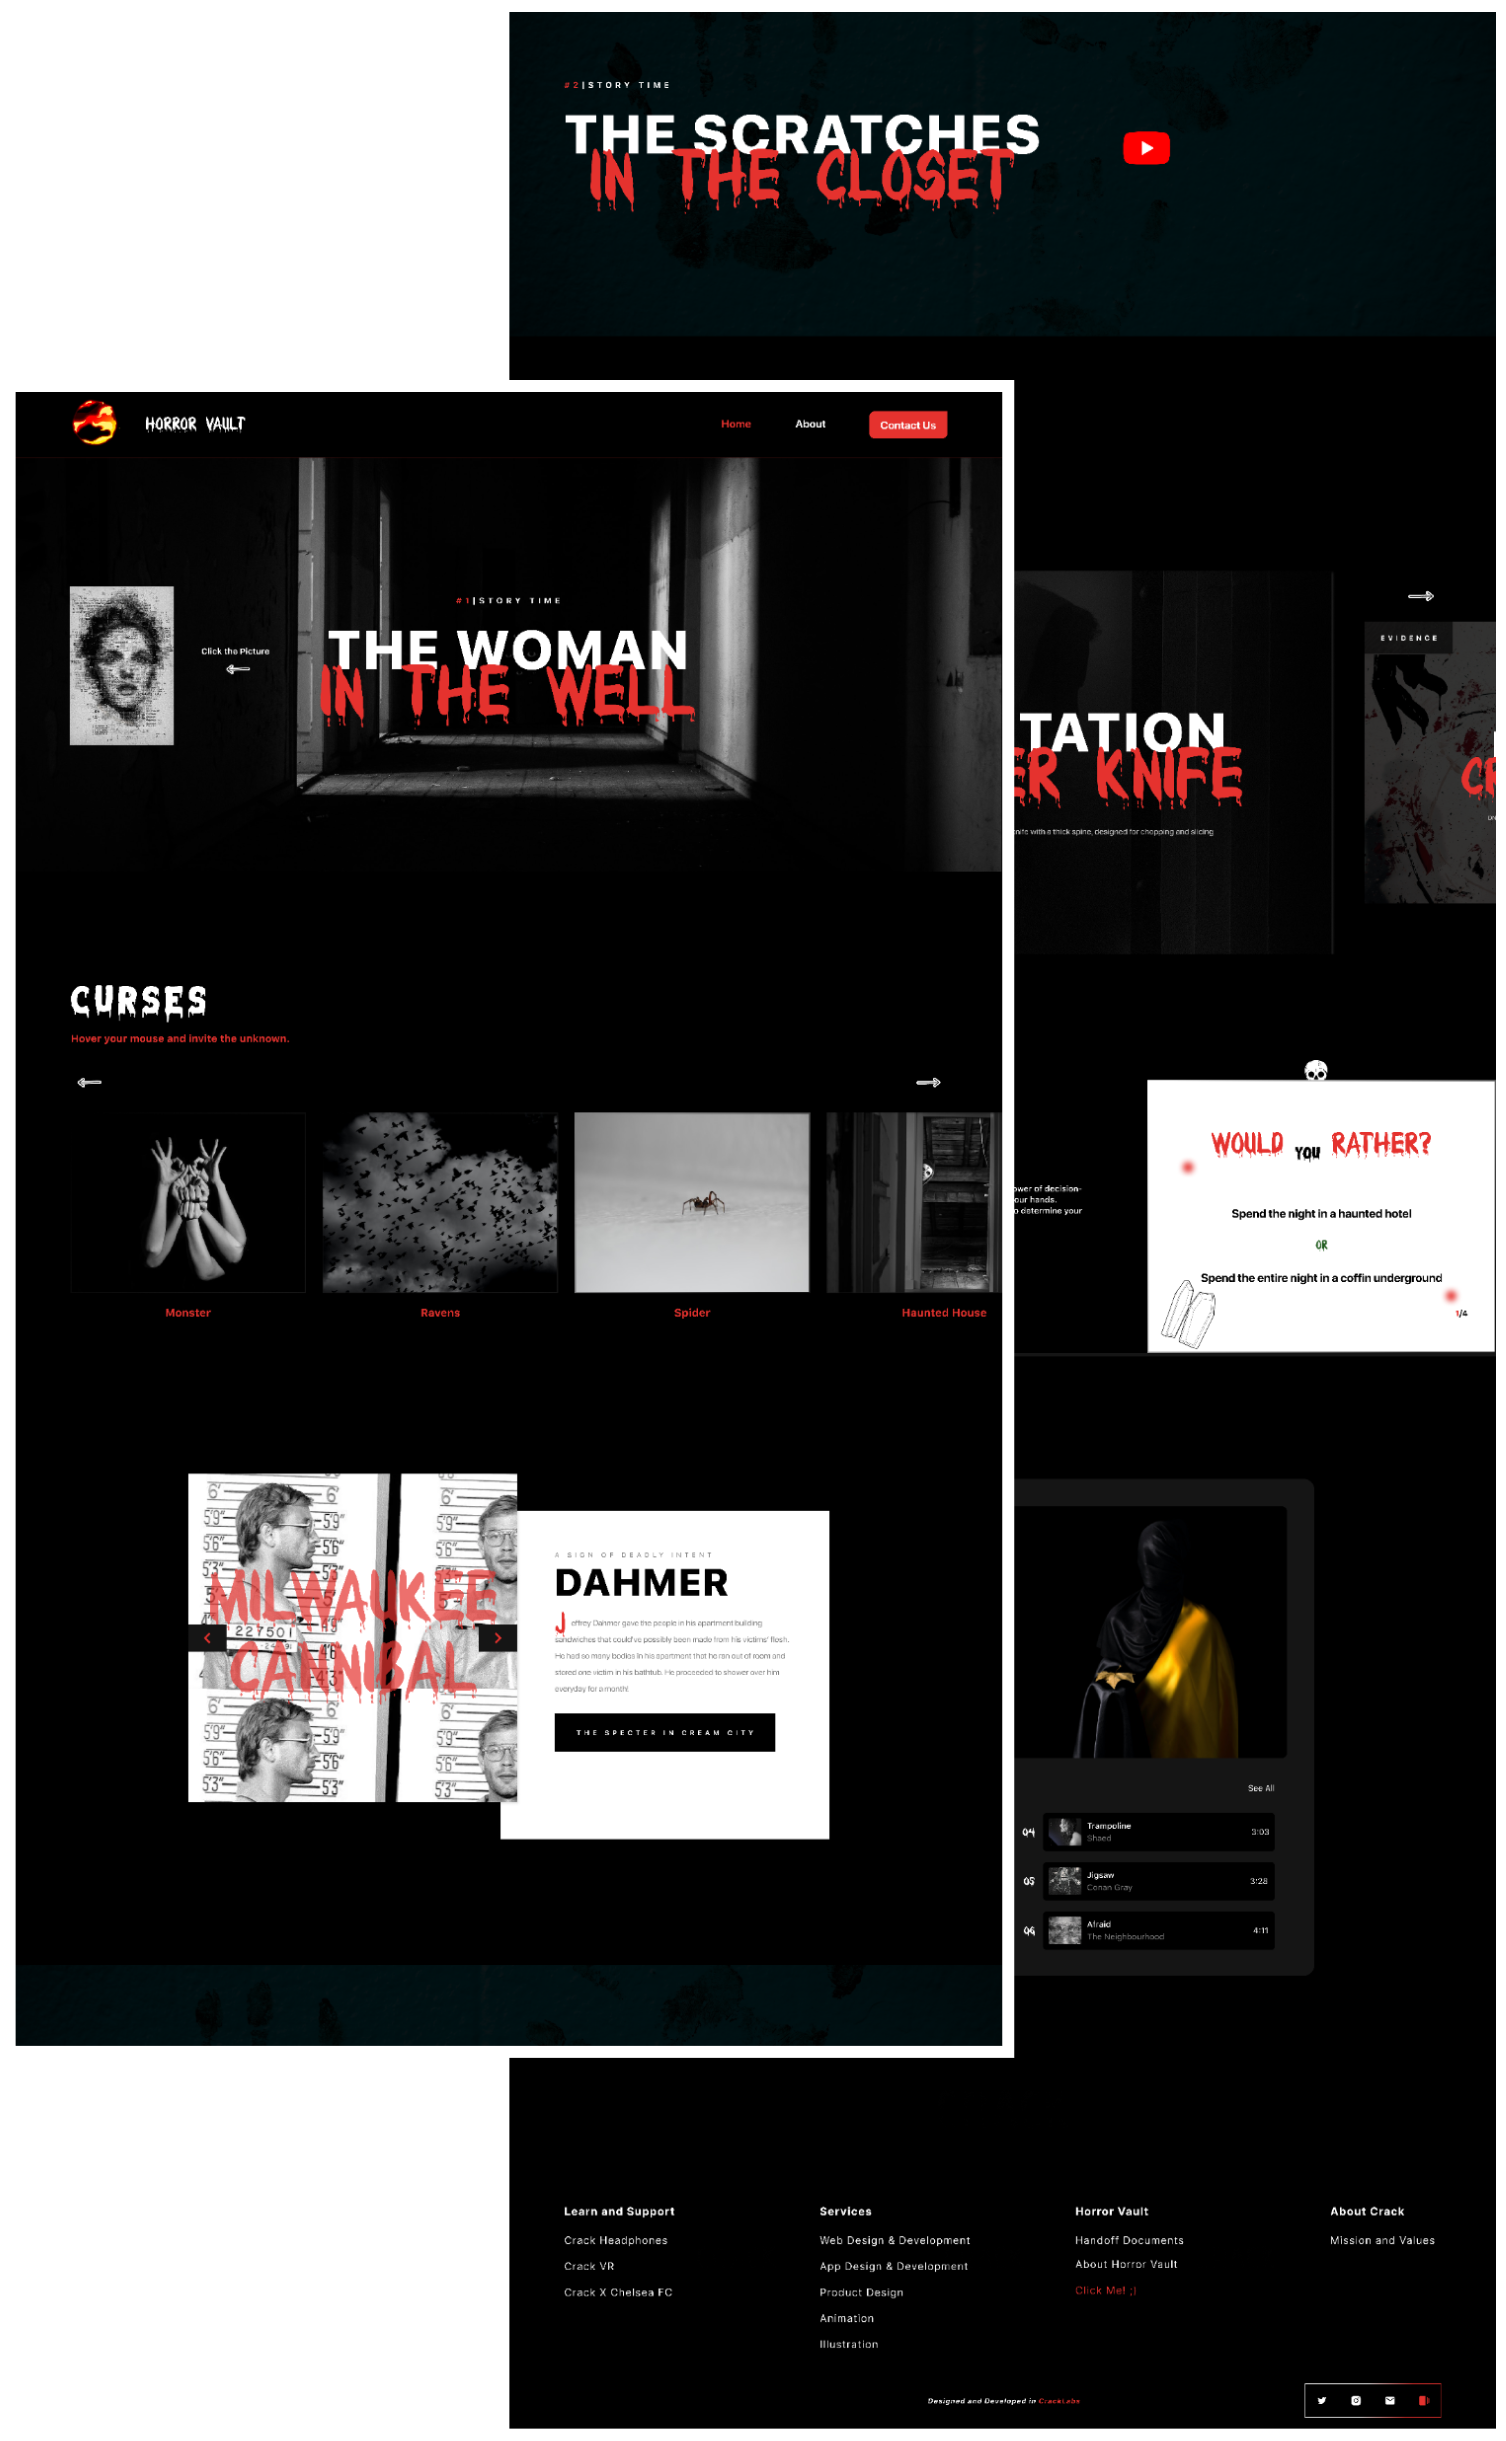 #2|STORY TIME
THE SCRATCHES
IN THE CLOSET
HORROR VAULT
Home
About
Contact Us
#1|STORY TIME
Click the Picture
THE WOMAN
IN THE WELL
TATION
ER KNIFE
knife with a thick spine, designed for chopping and slicing
EVIDENCE
CR
UN
CURSES
Hover your mouse and invite the unknown.
Monster
Ravens
Spider
Haunted House
ower of decision-
our hands.
o determine your
WOULD YOU RATHER?
Spend the night in a haunted hotel
OR
Spend the entire night in a coffin underground
1/4
MILWAUKEE
CANNIBAL
227501
A SIGN OF DEADLY INTENT
DAHMER
Jeffrey Dahmer gave the people in his apartment building
sandwiches that could've possibly been made from his victims' flesh.
He had so many bodies in his apartment that he ran out of room and
stored one victim in his bathtub. He proceeded to shower over him
everyday for a month!
THE SPECTER IN CREAM CITY
See All
04
Trampoline
Shaed
3:03
05
Jigsaw
Conan Gray
3:28
06
Afraid
The Neighbourhood
4:11
Learn and Support
Crack Headphones
Crack VR
Crack X Chelsea FC
Services
Web Design & Development
App Design & Development
Product Design
Animation
Illustration
Horror Vault
Handoff Documents
About Horror Vault
Click Me! ;)
About Crack
Mission and Values
Designed and Developed in CrackLabs